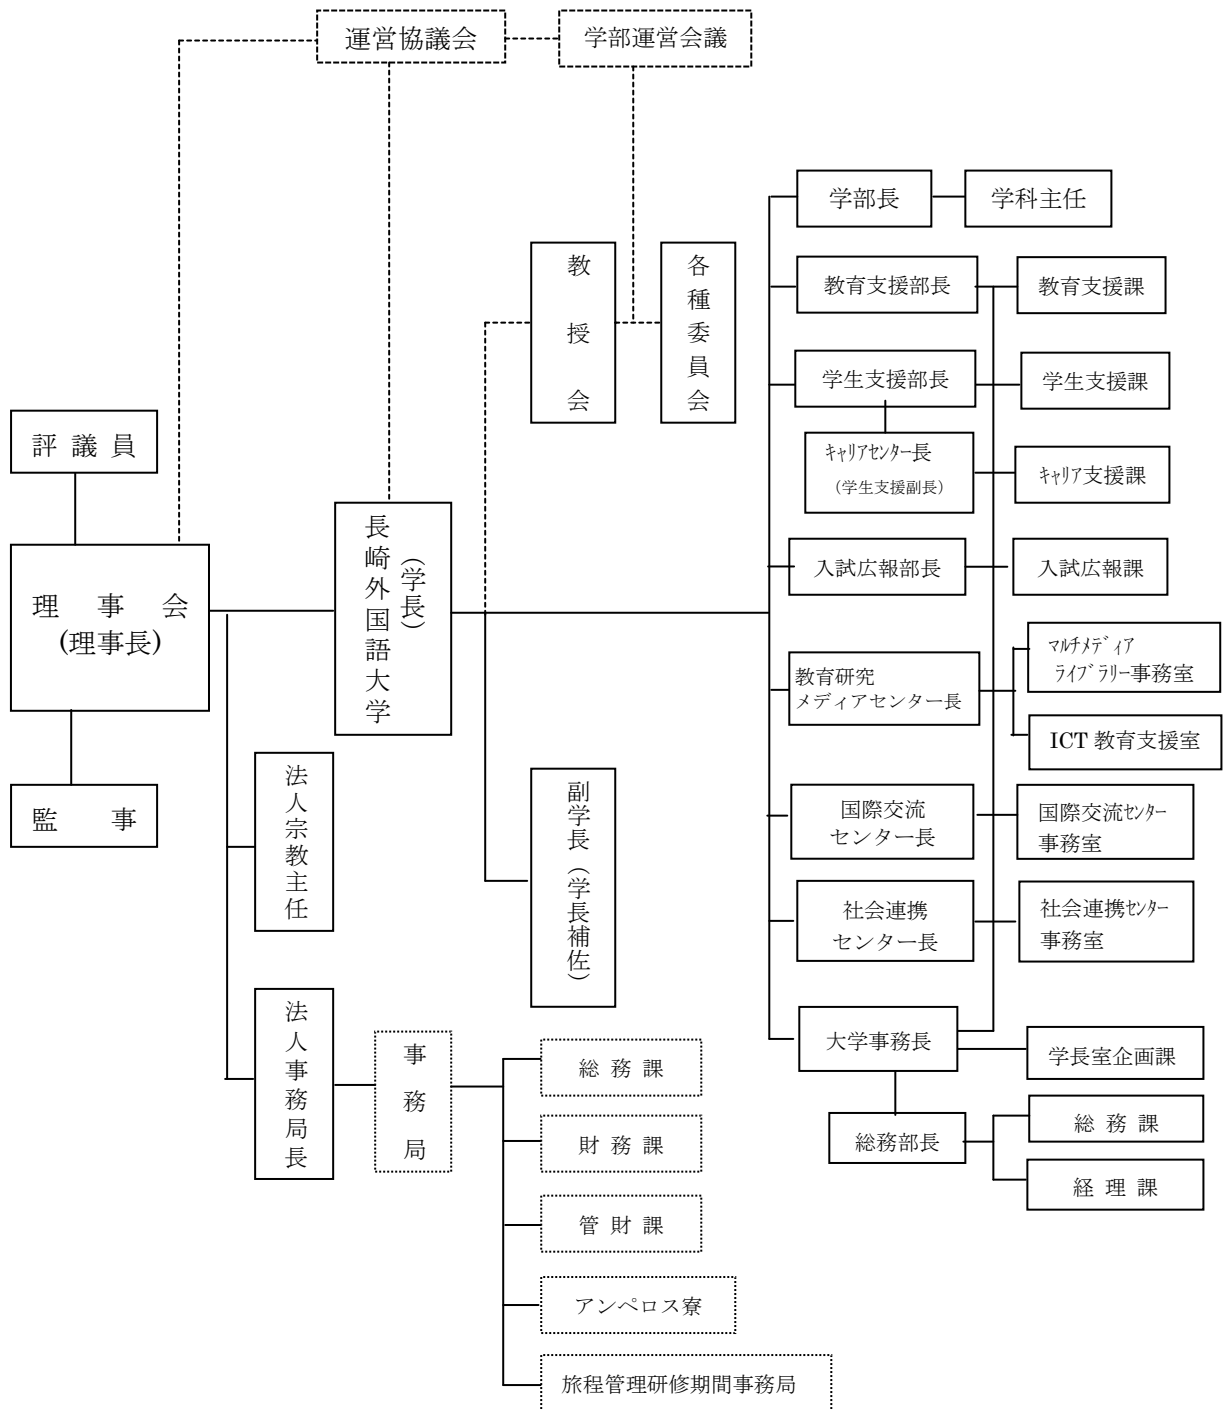 運営協議会
学部運営会議
学部長
学科主任
教授会
各種委員会
教育支援部長
教育支援課
学生支援部長
学生支援課
ｷｬﾘｱｾﾝﾀｰ長
（学生支援副長）
ｷｬﾘｱ支援課
評 議 員
長崎外国語大学
（学長）
理 事 会
(理事長)
入試広報部長
入試広報課
教育研究
メディアセンター長
ﾏﾙﾁﾒﾃﾞｨｱ
ﾗｲﾌﾞﾗﾘｰ事務室
ICT 教育支援室
監 事
法人宗教主任
副学長（学長補佐）
国際交流
センター長
国際交流ｾﾝﾀｰ
事務室
社会連携
センター長
社会連携ｾﾝﾀｰ
事務室
法人事務局長
事務局
大学事務長
学長室企画課
総務部長
総 務 課
経 理 課
総 務 課
財 務 課
管 財 課
アンペロス寮
旅程管理研修期間事務局